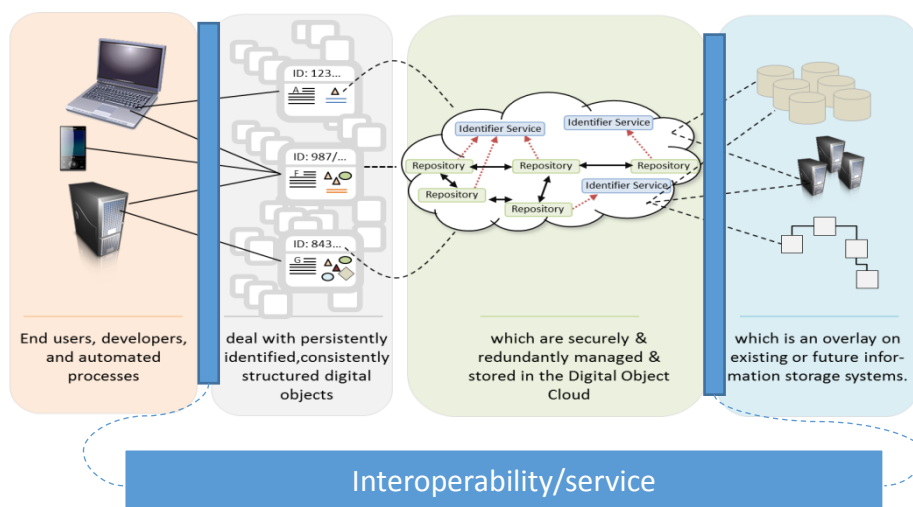 ID: 123...
A
ID: 987/...
F
ID: 843...
G
Identifier Service
Identifier Service
Repository
Repository
Repository
Identifier Service
Repository
Repository
End users, developers,
and automated
processes
deal with persistently
identified,consistently
structured digital
objects
which are securely &
redundantly managed &
stored in the Digital Object
Cloud
which is an overlay on
existing or future infor-
mation storage systems.
Interoperability/service